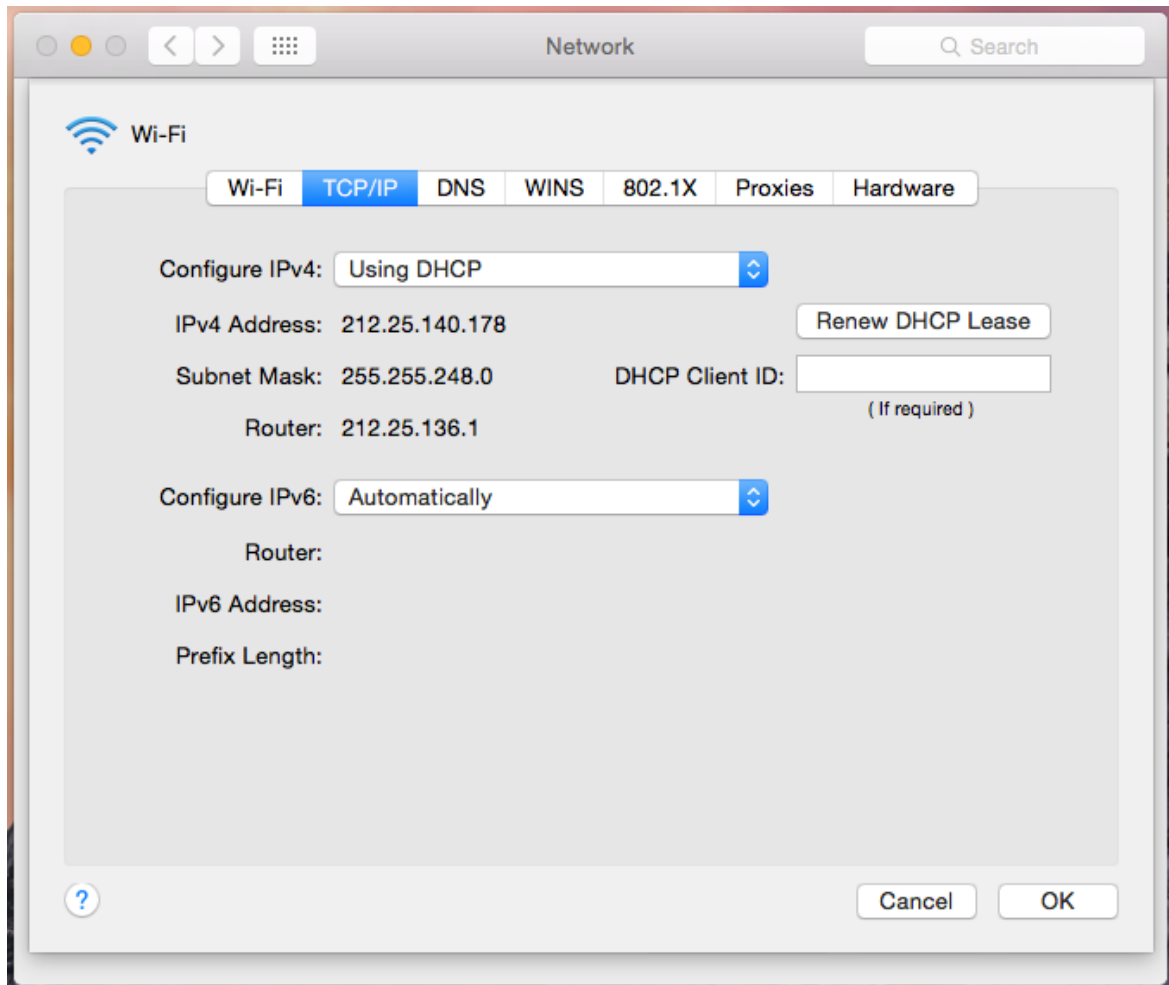 Network
Search
Wi-Fi
Wi-Fi TCP/IP DNS WINS 802.1X Proxies Hardware
Configure IPv4: Using DHCP
IPv4 Address: 212.25.140.178 Renew DHCP Lease
Subnet Mask: 255.255.248.0 DHCP Client ID:
( If required )
Router: 212.25.136.1
Configure IPv6: Automatically
Router:
IPv6 Address:
Prefix Length:
? Cancel OK